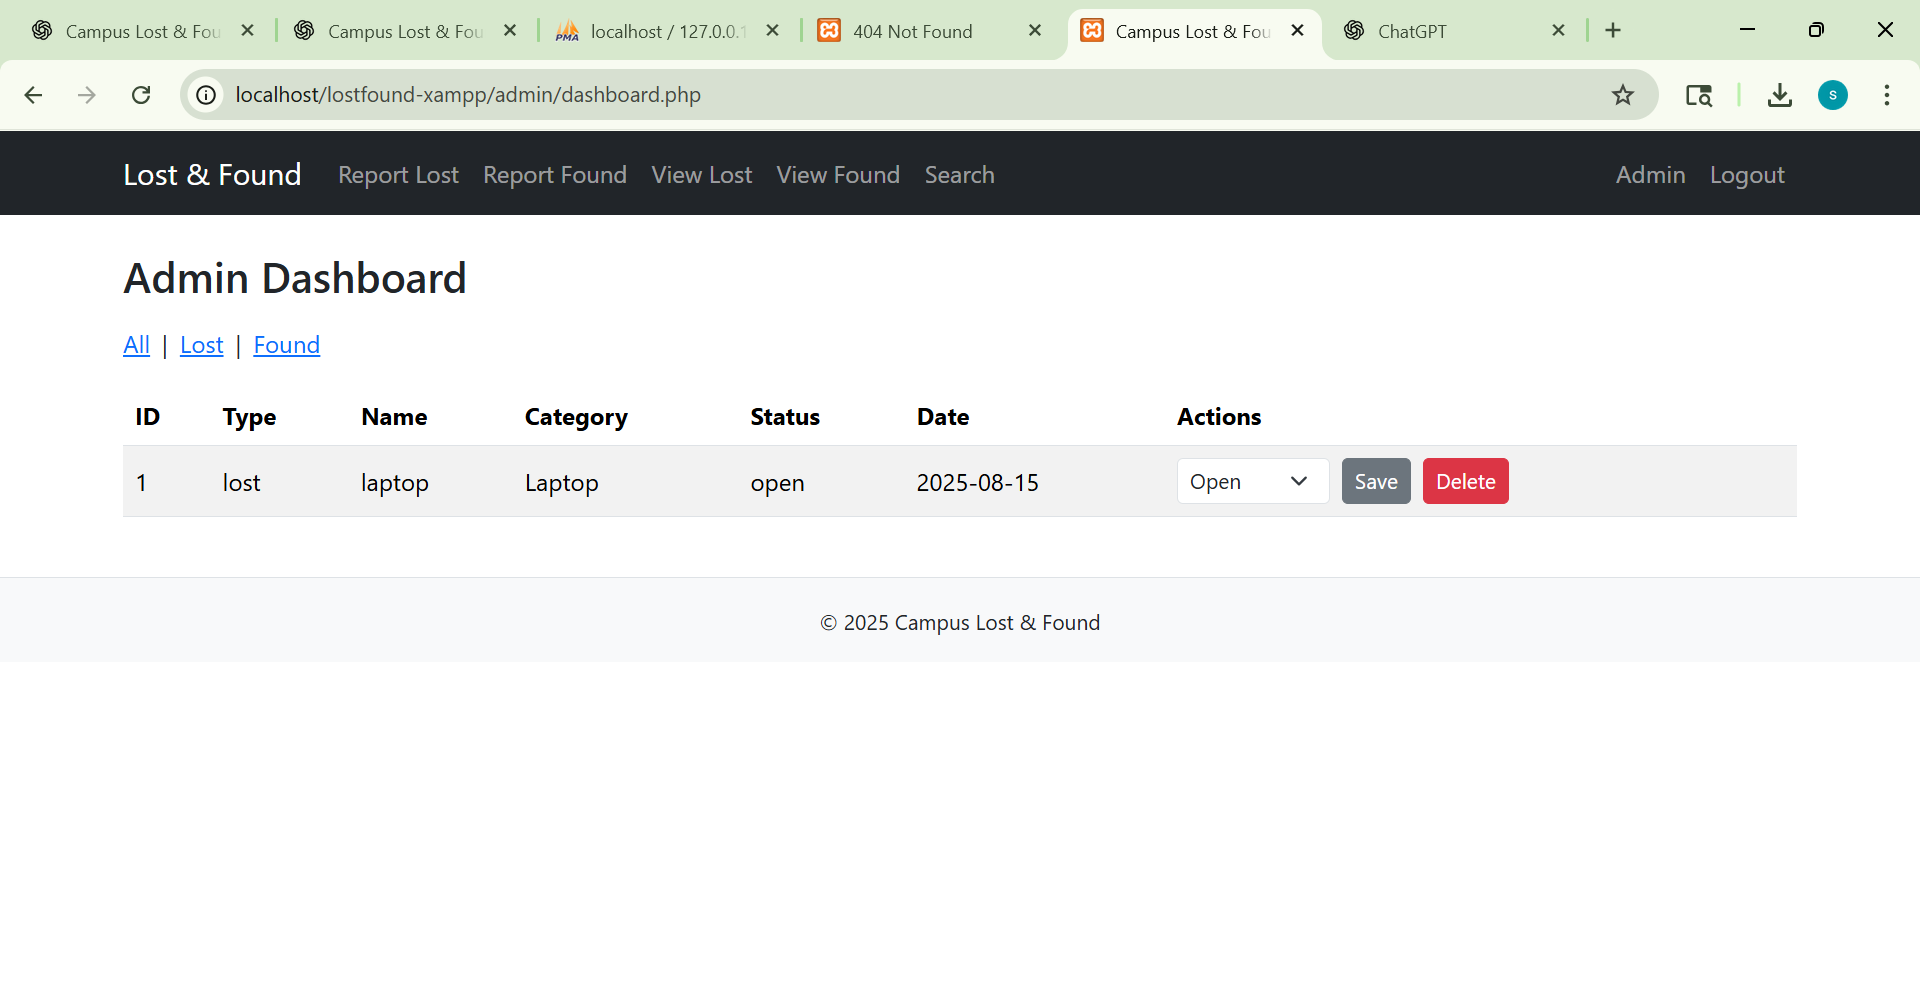 Campus Lost & Fou
Campus Lost & Fou
PMA localhost / 127.0.0.1
404 Not Found
Campus Lost & Fou
ChatGPT
localhost/lostfound-xampp/admin/dashboard.php
S
Lost & Found Report Lost Report Found View Lost View Found Search Admin Logout
Admin Dashboard
All | Lost | Found
ID Type Name Category Status Date Actions
1 lost laptop Laptop open 2025-08-15 Open Save Delete
© 2025 Campus Lost & Found